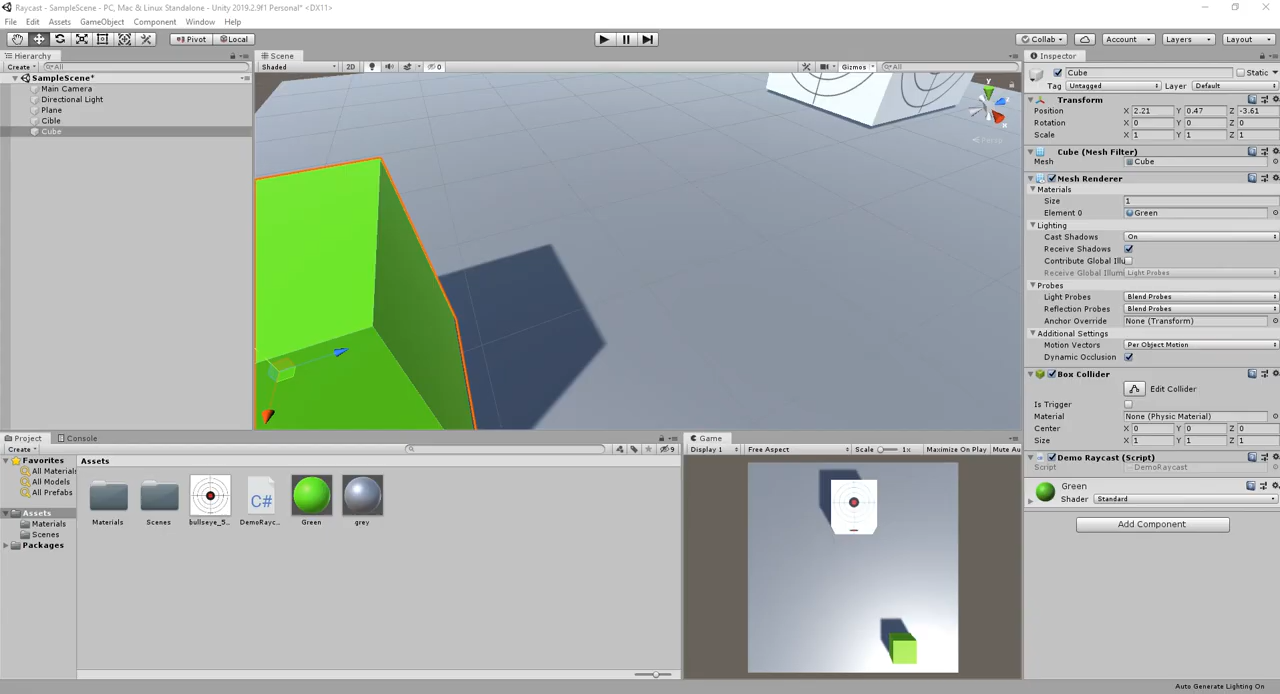 Raycast - SampleScene - PC, Mac & Linux Standalone - Unity 2019.2.9f1 Personal* <DX11>
File Edit Assets GameObject Component Window Help
Pivot Local Collab Account Layers Layout
Hierarchy
Create All
SampleScene*
Main Camera
Directional Light
Plane
Cible
Cube
Scene
Shaded 2D 0 Gizmos All
Y
Persp
Inspector
Cube Static
Tag Untagged Layer Default
Transform
Position X 2.21 Y 0.47 Z -3.61
Rotation X 0 Y 0 Z 0
Scale X 1 Y 1 Z 1
Cube (Mesh Filter)
Mesh Cube
Mesh Renderer
Materials
Size 1
Element 0 Green
Lighting
Cast Shadows On
Receive Shadows
Contribute Global Illu
Receive Global Illumi Light Probes
Probes
Light Probes Blend Probes
Reflection Probes Blend Probes
Anchor Override None (Transform)
Additional Settings
Motion Vectors Per Object Motion
Dynamic Occlusion
Box Collider
Edit Collider
Is Trigger
Material None (Physic Material)
Center X 0 Y 0 Z 0
Size X 1 Y 1 Z 1
Demo Raycast (Script)
Script DemoRaycast
Green
Shader Standard
Add Component
Project Console
Create 9
Favorites
All Materials
All Models
All Prefabs
Assets
Materials
Scenes
Packages
Assets
C#
Materials Scenes bullseye_5... DemoRayc... Green grey
Game
Display 1 Free Aspect Scale 1x Maximize On Play Mute Au
Auto Generate Lighting On